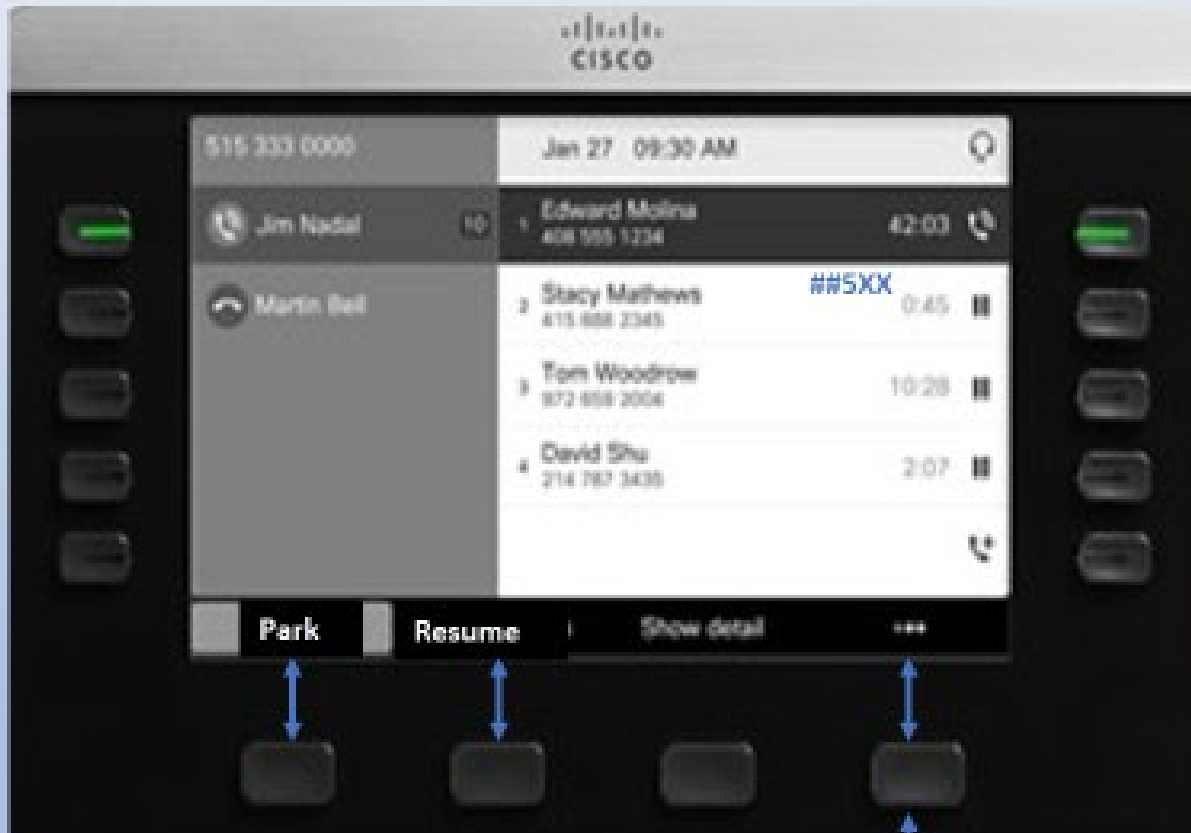 CISCO
515 333 0000
Jan 27 09:30 AM
Jim Nadal 10
1 Edward Molina
408 555 1234
42:03
Martin Bell
##5XX
2 Stacy Mathews
415 688 2345
0:45
3 Tom Woodrow
972 658 2004
10:28
4 David Shu
214 787 3435
2:07
Park Resume Show detail